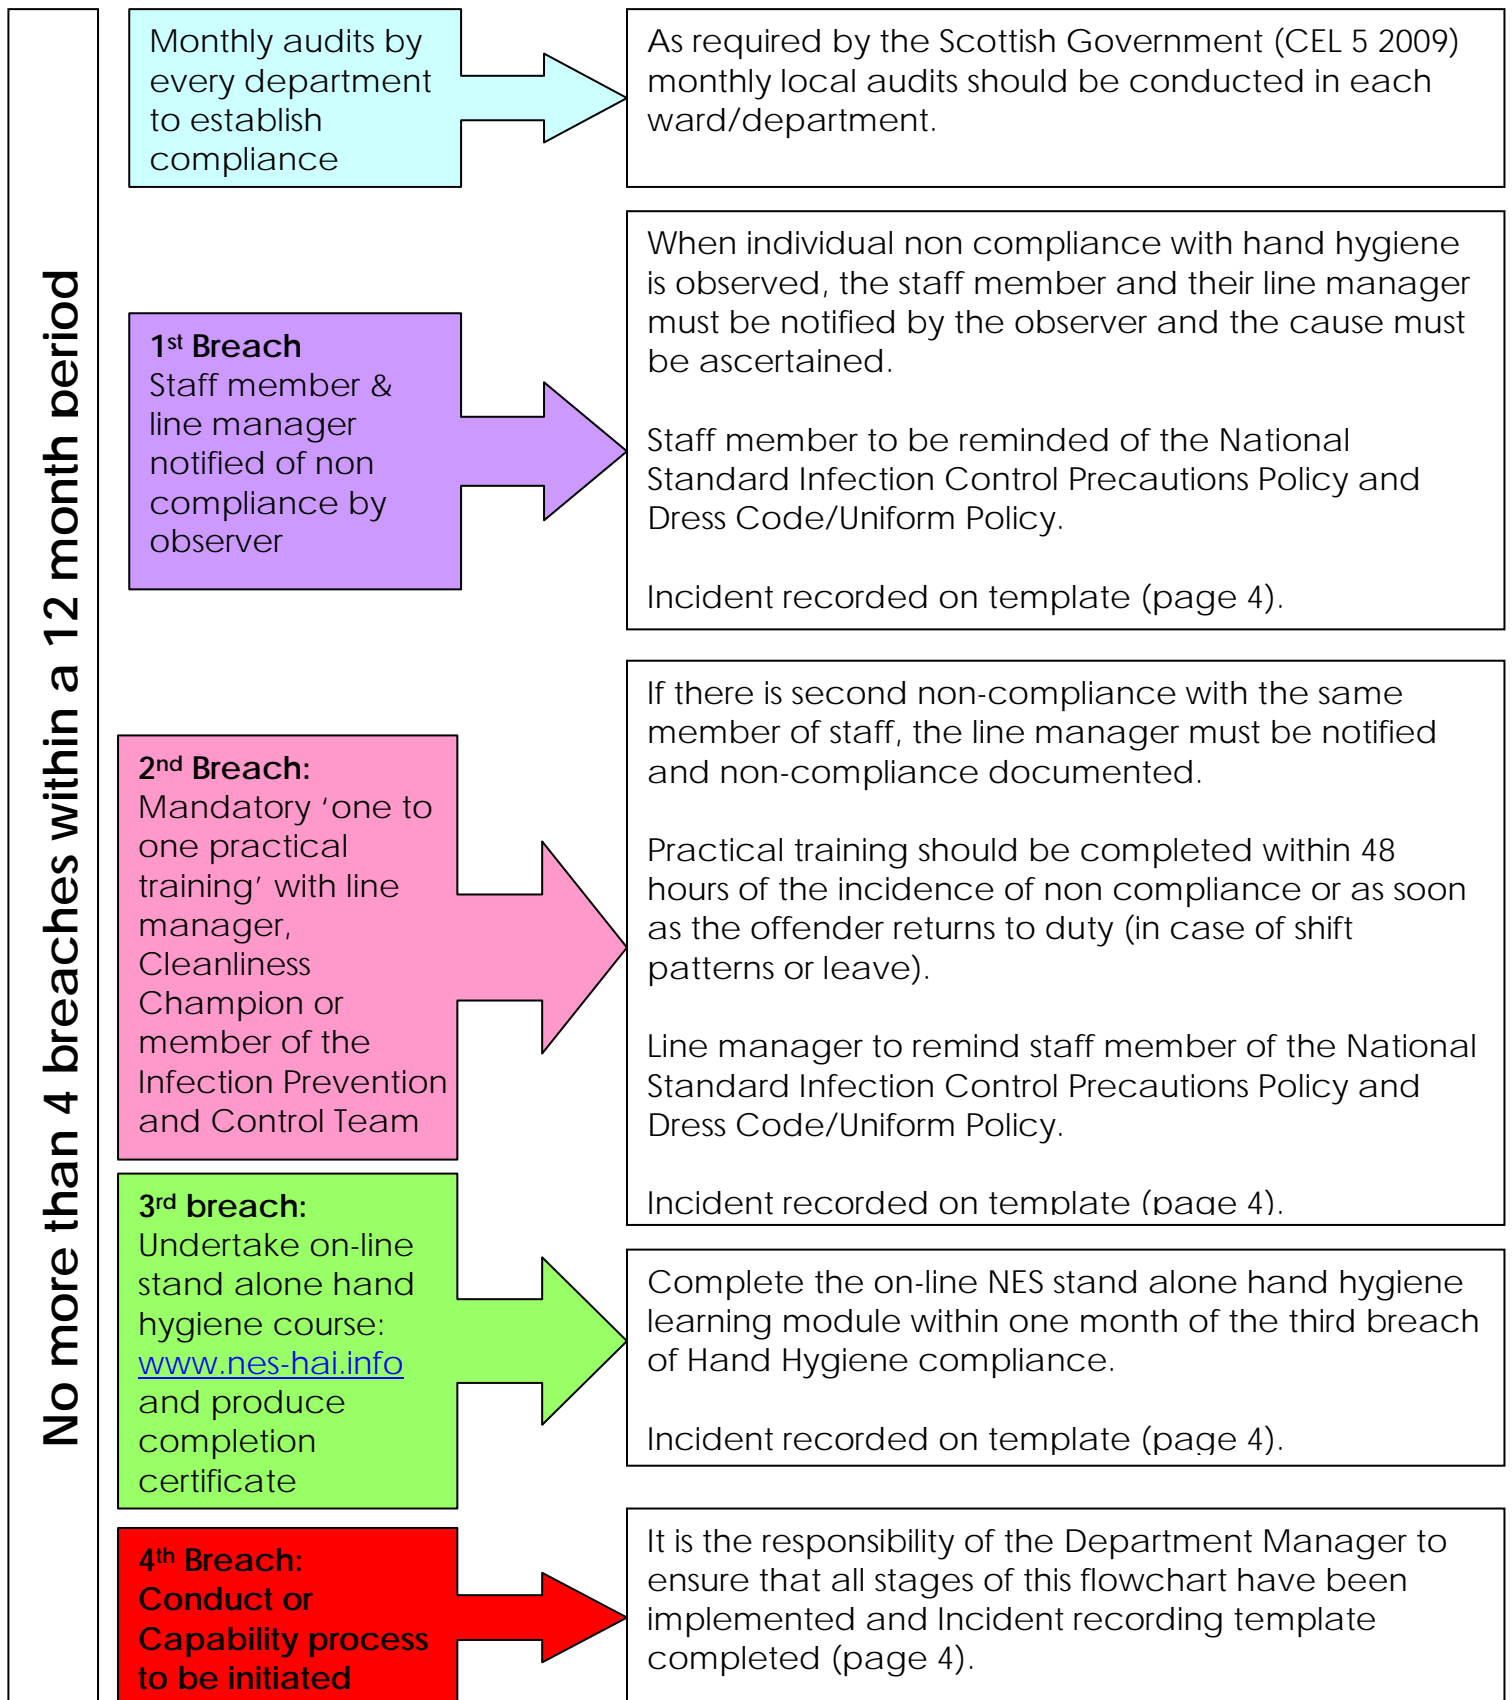 No more than 4 breaches within a 12 month period
Monthly audits by
every department
to establish
compliance
As required by the Scottish Government (CEL 5 2009)
monthly local audits should be conducted in each
ward/department.
1st Breach
Staff member &
line manager
notified of non
compliance by
observer
When individual non compliance with hand hygiene
is observed, the staff member and their line manager
must be notified by the observer and the cause must
be ascertained.
Staff member to be reminded of the National
Standard Infection Control Precautions Policy and
Dress Code/Uniform Policy.
Incident recorded on template (page 4).
2nd Breach:
Mandatory ‘one to
one practical
training’ with line
manager,
Cleanliness
Champion or
member of the
Infection Prevention
and Control Team
If there is second non-compliance with the same
member of staff, the line manager must be notified
and non-compliance documented.
Practical training should be completed within 48
hours of the incidence of non compliance or as soon
as the offender returns to duty (in case of shift
patterns or leave).
Line manager to remind staff member of the National
Standard Infection Control Precautions Policy and
Dress Code/Uniform Policy.
Incident recorded on template (page 4).
3rd breach:
Undertake on-line
stand alone hand
hygiene course:
www.nes-hai.info
and produce
completion
certificate
Complete the on-line NES stand alone hand hygiene
learning module within one month of the third breach
of Hand Hygiene compliance.
Incident recorded on template (page 4).
4th Breach:
Conduct or
Capability process
to be initiated
It is the responsibility of the Department Manager to
ensure that all stages of this flowchart have been
implemented and Incident recording template
completed (page 4).